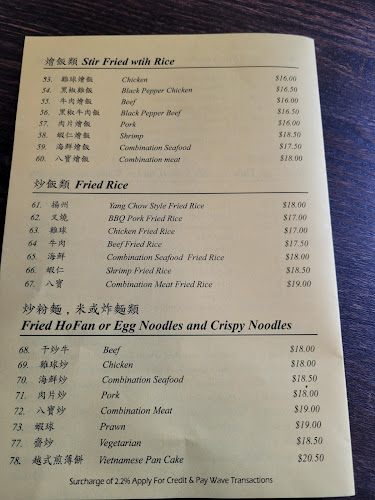 燴飯類 Stir Fried wtih Rice
53. 雞球燴飯 Chicken $16.00
54. 黑椒雞飯 Black Pepper Chicken $16.50
55. 牛肉燴飯 Beef $16.00
56. 黑椒牛肉飯 Black Pepper Beef $16.50
57. 肉片燴飯 Pork $16.00
58. 蝦仁燴飯 Shrimp $18.50
59. 海鮮燴飯 Combination Seafood $17.50
60. 八寶燴飯 Combination meat $18.00
炒飯類 Fried Rice
61. 揚州 Yang Chow Style Fried Rice $18.00
62. 叉燒 BBQ Pork Fried Rice $17.00
63. 雞球 Chicken Fried Rice $17.00
64 牛肉 Beef Fried Rice $17.50
65. 海鮮 Combination Seafood Fried Rice $18.00
66. 蝦仁 Shrimp Fried Rice $18.50
67. 八寶 Combination Meat Fried Rice $19.00
炒粉麵，米或炸麵類
Fried HoFan or Egg Noodles and Crispy Noodles
68. 干炒牛 Beef $18.00
69. 雞球炒 Chicken $18.00
70. 海鮮炒 Combination Seafood $18.50
71. 肉片炒 Pork $18.00
72. 八寶炒 Combination Meat $19.00
73. 蝦球 Prawn $19.00
77. 齋炒 Vegetarian $18.50
78. 越式煎薄餅 Vietnamese Pan Cake $20.50
Surcharge of 2.2% Apply For Credit & Pay Wave Transactions